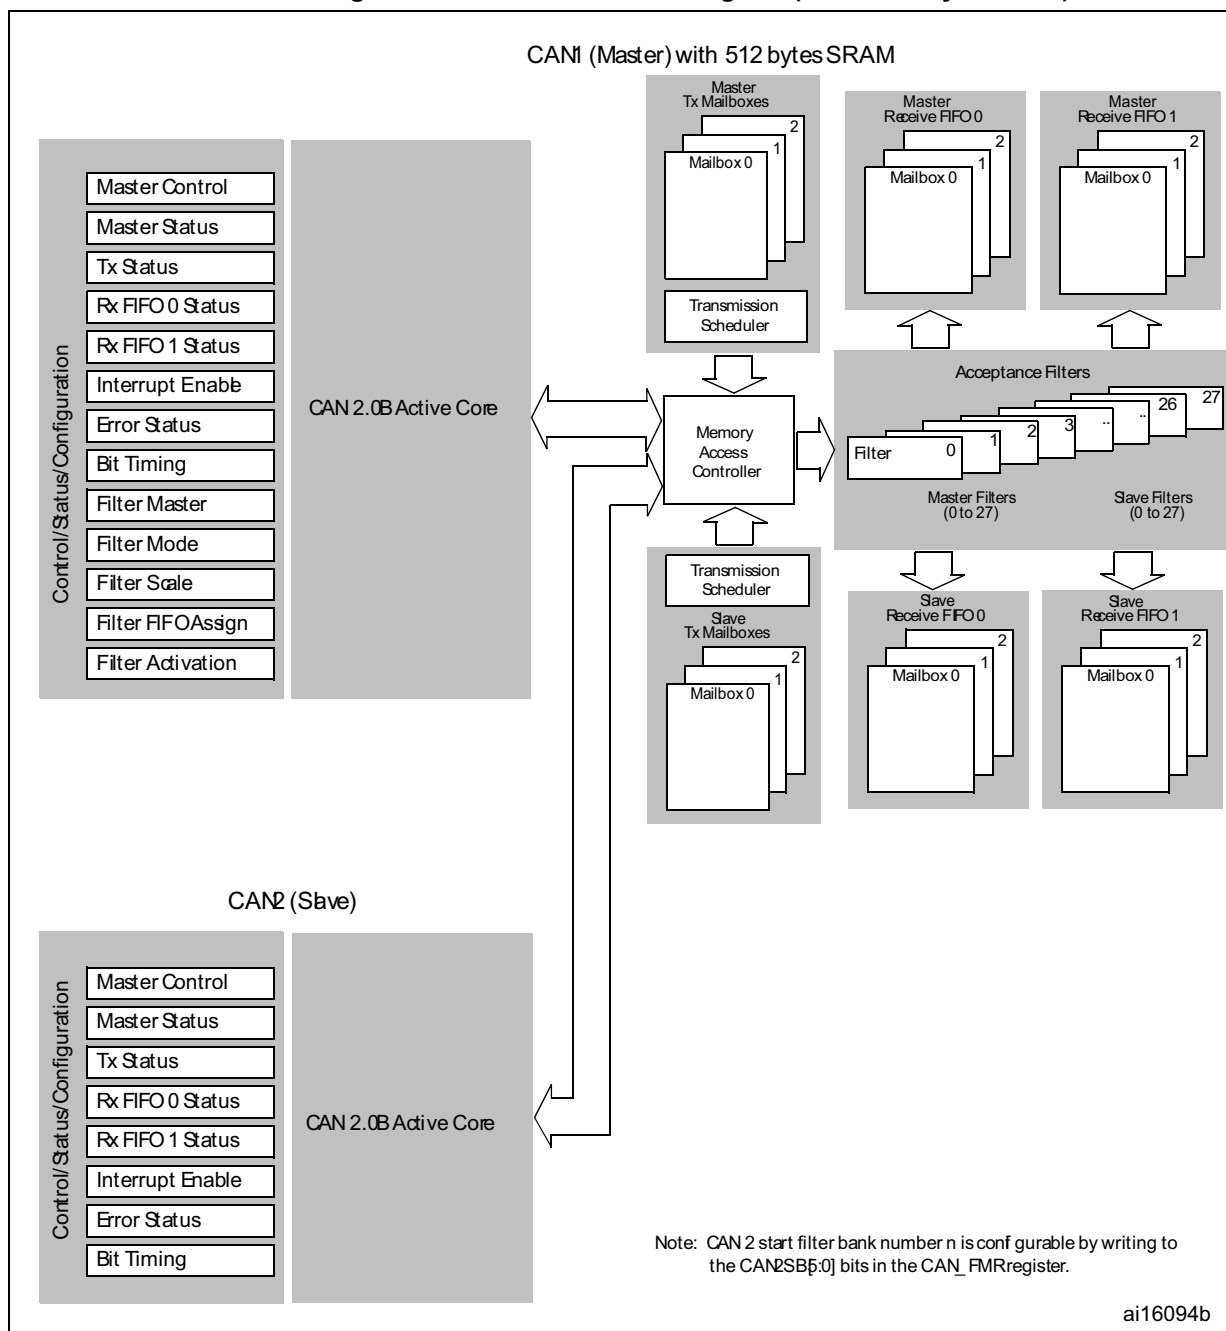 CAN1 (Master) with 512 bytes SRAM
Master
Tx Mailboxes
2
1
Mailbox 0
Transmission
Scheduler
Master
Receive FIFO 0
2
1
Mailbox 0
Master
Receive FIFO 1
2
1
Mailbox 0
Control/Status/Configuration
Master Control
Master Status
Tx Status
Rx FIFO 0 Status
Rx FIFO 1 Status
Interrupt Enable
Error Status
Bit Timing
Filter Master
Filter Mode
Filter Scale
Filter FIFO Assign
Filter Activation
CAN 2.0B Active Core
Memory
Access
Controller
Acceptance Filters
Filter 0
1
2
3
..
..
26
27
Master Filters
(0 to 27)
Slave Filters
(0 to 27)
Transmission
Scheduler
Slave
Tx Mailboxes
2
1
Mailbox 0
Slave
Receive FIFO 0
2
1
Mailbox 0
Slave
Receive FIFO 1
2
1
Mailbox 0
CAN2 (Slave)
Control/Status/Configuration
Master Control
Master Status
Tx Status
Rx FIFO 0 Status
Rx FIFO 1 Status
Interrupt Enable
Error Status
Bit Timing
CAN 2.0B Active Core
Note: CAN 2 start filter bank number n is configurable by writing to
the CAN2SB[5:0] bits in the CAN_FMR register.
ai16094b